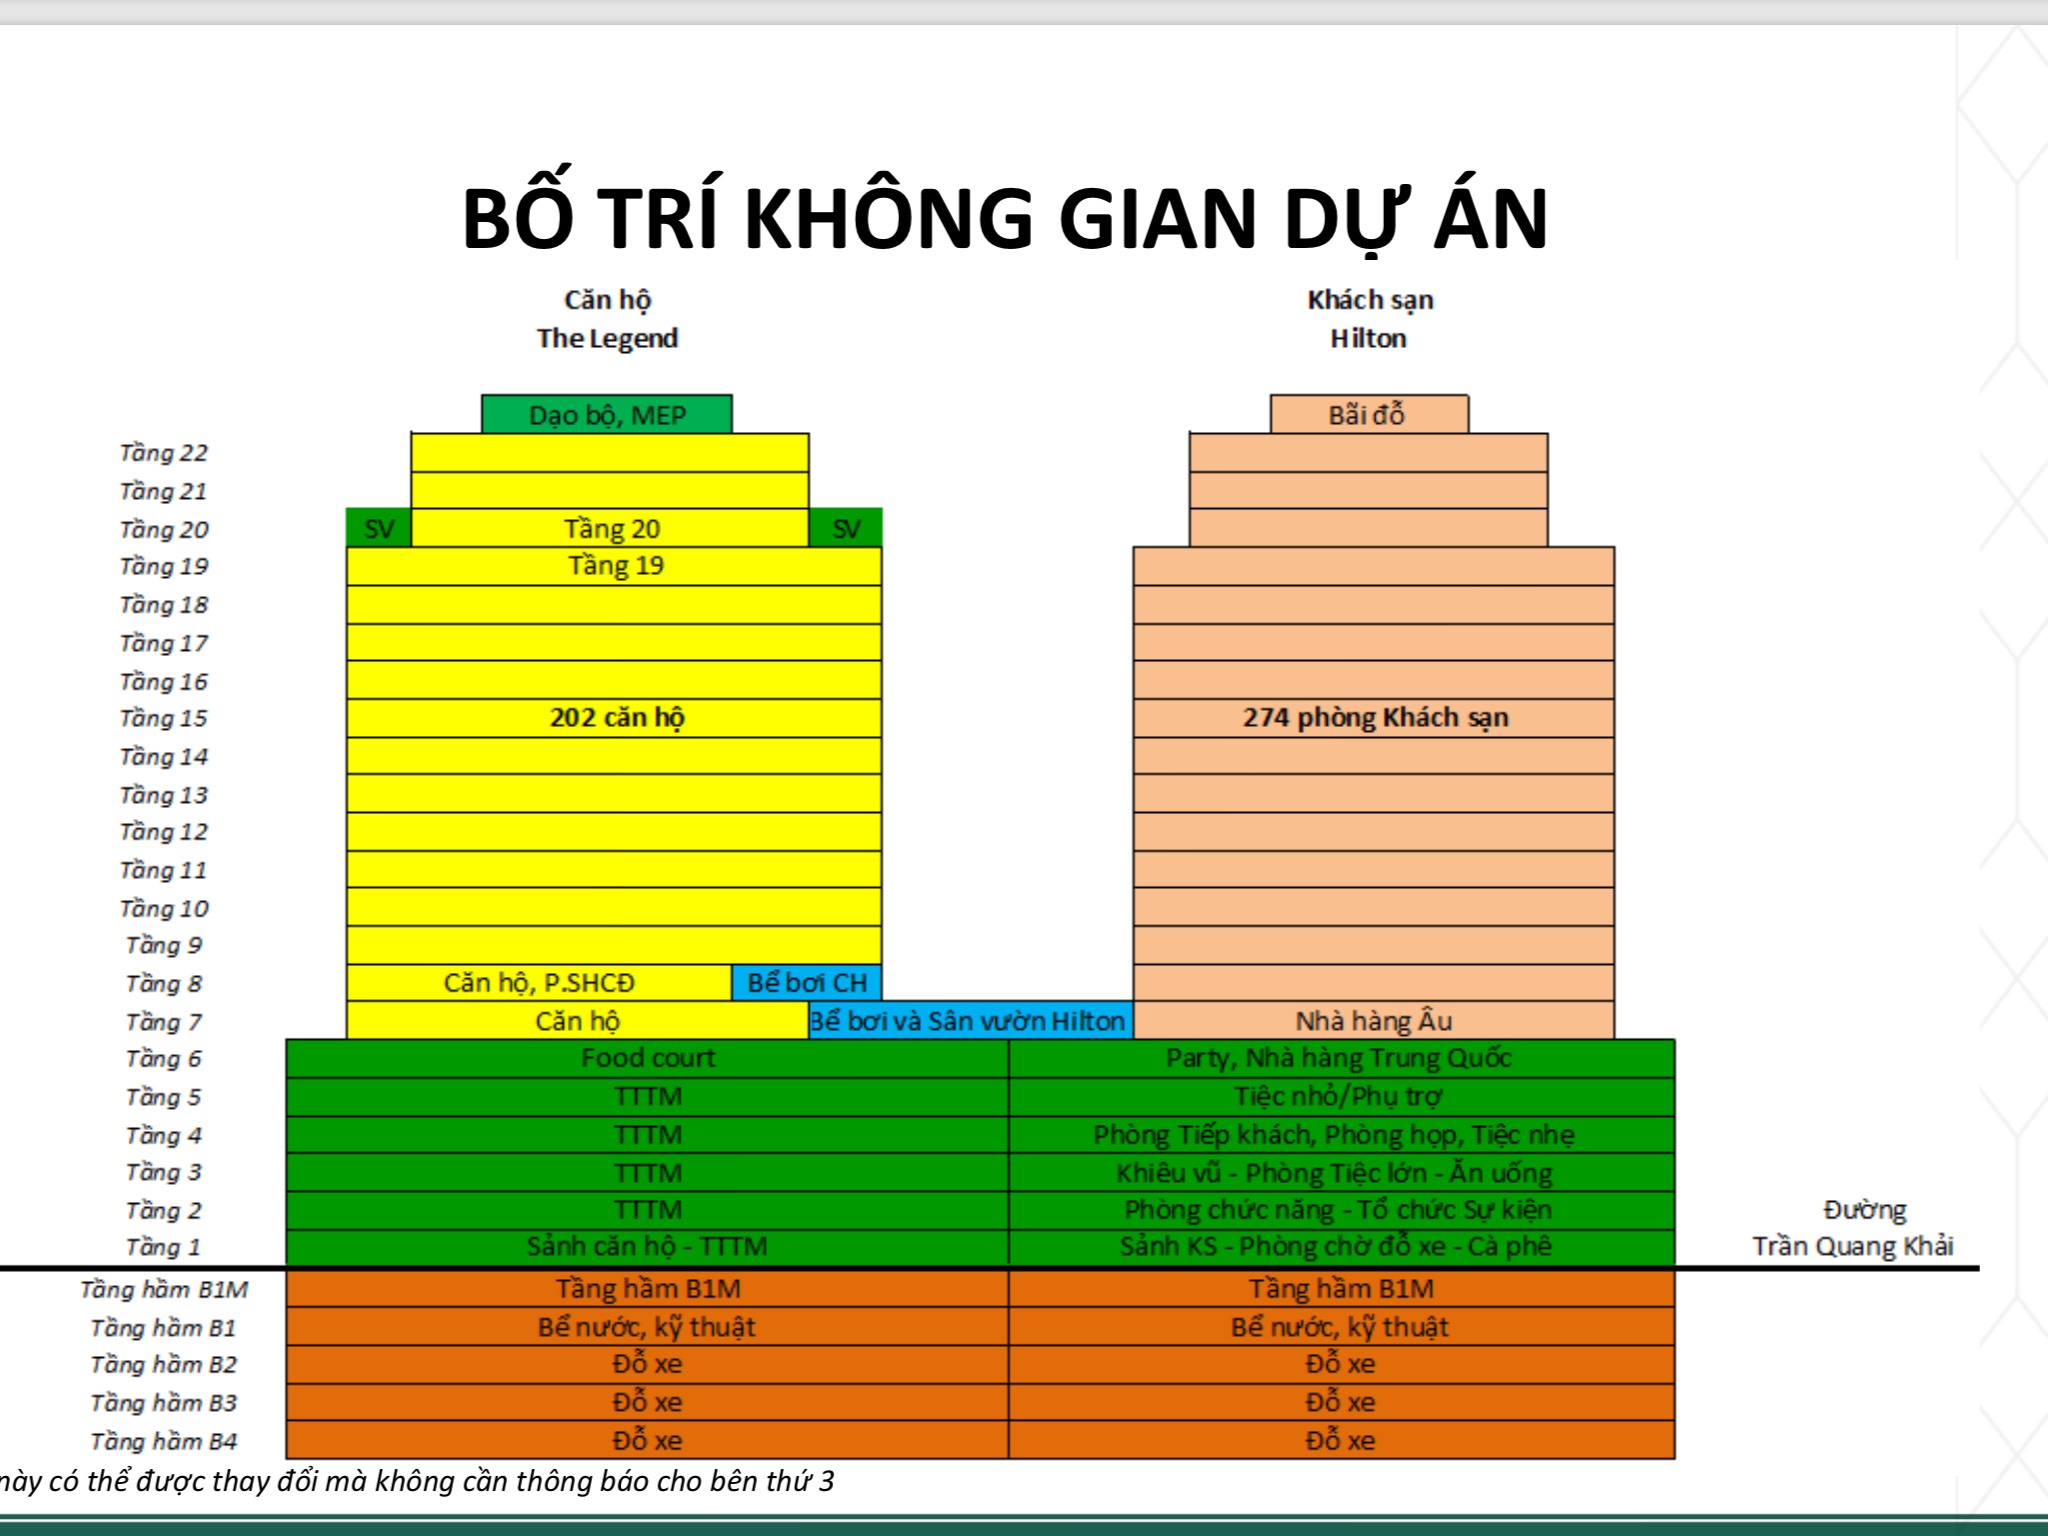 BỐ TRÍ KHÔNG GIAN DỰ ÁN
Căn hộ
The Legend
Khách sạn
Hilton
Dạo bộ, MEP
Bãi đỗ
Tầng 22
Tầng 21
Tầng 20 SV Tầng 20 SV
Tầng 19 Tầng 19
Tầng 18
Tầng 17
Tầng 16
Tầng 15 202 căn hộ 274 phòng Khách sạn
Tầng 14
Tầng 13
Tầng 12
Tầng 11
Tầng 10
Tầng 9
Tầng 8 Căn hộ, P.SHCĐ Bể bơi CH
Tầng 7 Căn hộ Bể bơi và Sân vườn Hilton Nhà hàng Âu
Tầng 6 Food court Party, Nhà hàng Trung Quốc
Tầng 5 TTTM Tiệc nhỏ/Phụ trợ
Tầng 4 TTTM Phòng Tiếp khách, Phòng họp, Tiệc nhẹ
Tầng 3 TTTM Khiêu vũ - Phòng Tiệc lớn - Ăn uống
Tầng 2 TTTM Phòng chức năng - Tổ chức Sự kiện Đường
Tầng 1 Sảnh căn hộ - TTTM Sảnh KS - Phòng chờ đỗ xe - Cà phê Trần Quang Khải
Tầng hầm B1M Tầng hầm B1M Tầng hầm B1M
Tầng hầm B1 Bể nước, kỹ thuật Bể nước, kỹ thuật
Tầng hầm B2 Đỗ xe Đỗ xe
Tầng hầm B3 Đỗ xe Đỗ xe
Tầng hầm B4 Đỗ xe Đỗ xe
này có thể được thay đổi mà không cần thông báo cho bên thứ 3